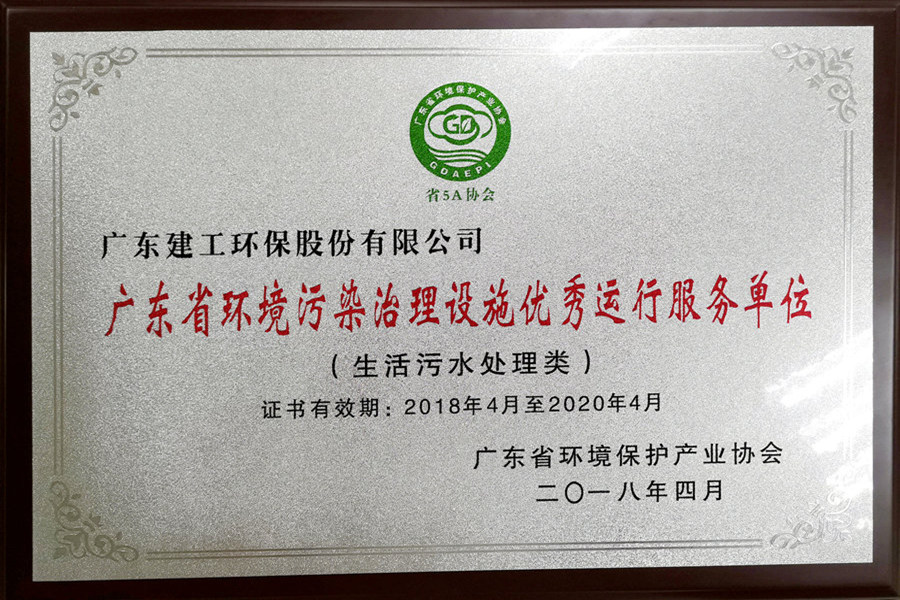 广东省环境保护产业协会
GD
GDAEPI
省5A协会
广东建工环保股份有限公司
广东省环境污染治理设施优秀运行服务单位
（生活污水处理类）
证书有效期：2018年4月至2020年4月
广东省环境保护产业协会
二〇一八年四月